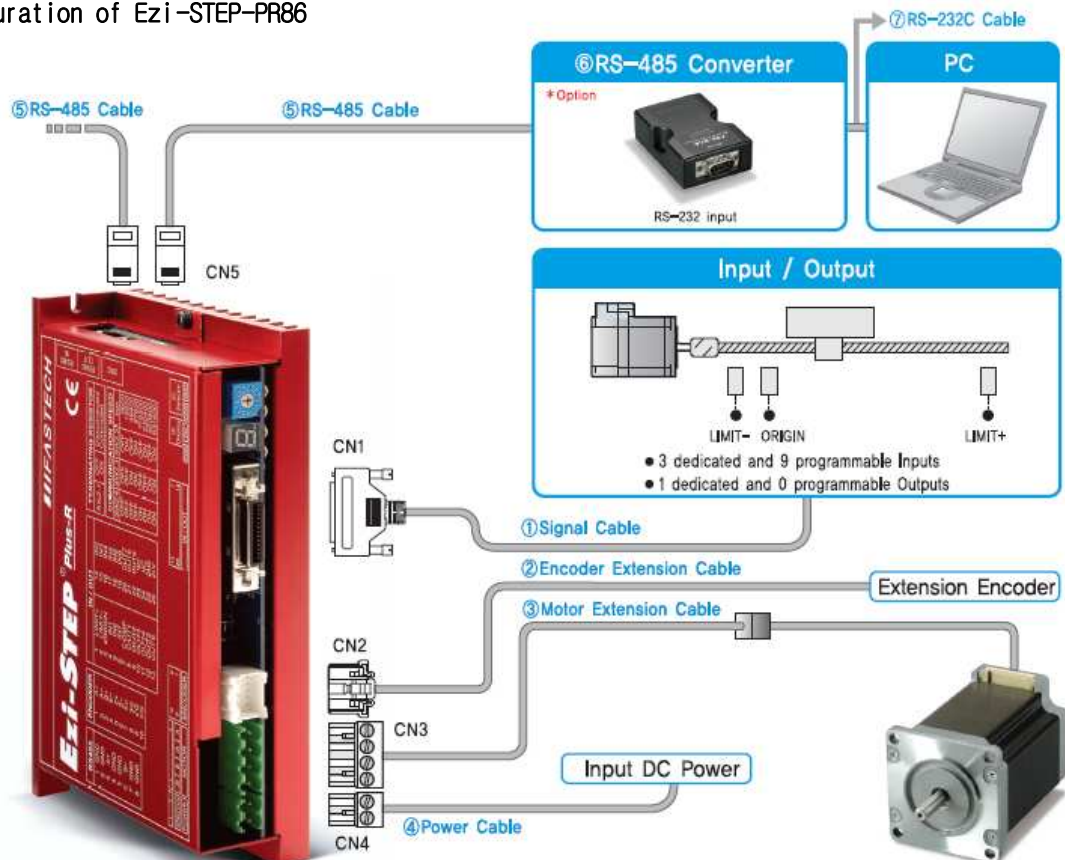 uration of Ezi-STEP-PR86
⑦RS-232C Cable
⑥RS-485 Converter
PC
*Option
RS-232 input
⑤RS-485 Cable
⑤RS-485 Cable
CN5
Input / Output
LIMIT- ORIGIN
LIMIT+
● 3 dedicated and 9 programmable Inputs
● 1 dedicated and 0 programmable Outputs
CN1
①Signal Cable
②Encoder Extension Cable
Extension Encoder
③Motor Extension Cable
CN2
CN3
Input DC Power
④Power Cable
CN4
FASTECH
CE
Ezi-STEP® Plus-R